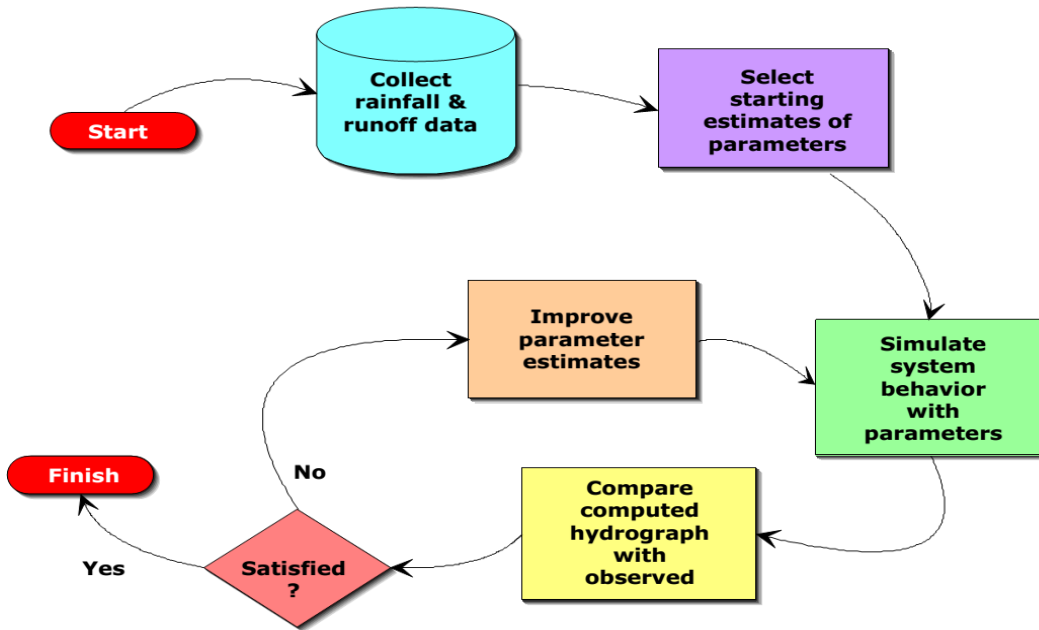 Start
Collect
rainfall &
runoff data
Select
starting
estimates of
parameters
Improve
parameter
estimates
Simulate
system
behavior
with
parameters
Finish
No
Compare
computed
hydrograph
with
observed
Yes
Satisfied
?